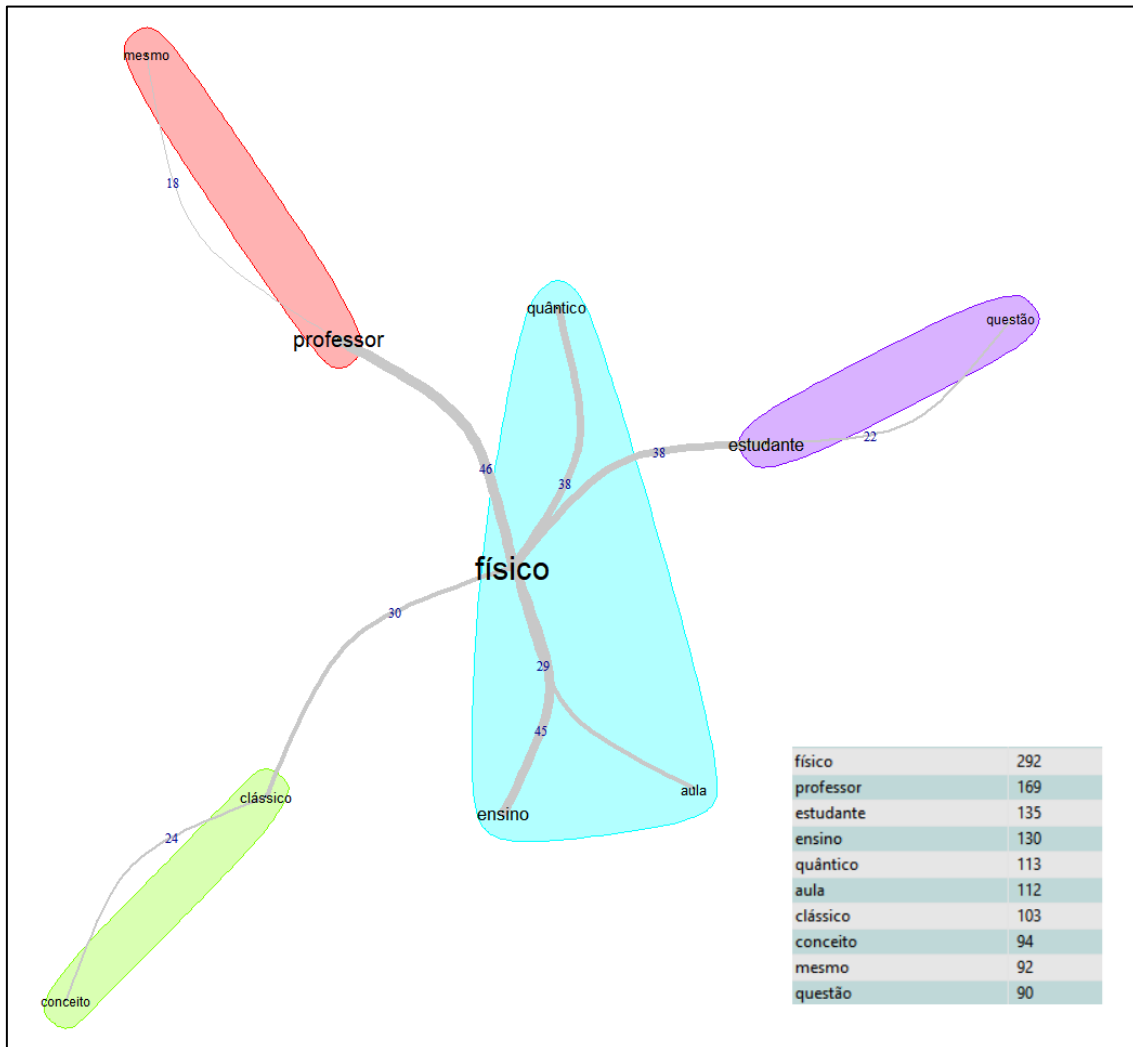 mesmo
18
quântico
questão
professor
estudante
22
38
46
38
físico
30
29
45
clássico
aula
ensino
24
conceito
físico 292
professor 169
estudante 135
ensino 130
quântico 113
aula 112
clássico 103
conceito 94
mesmo 92
questão 90